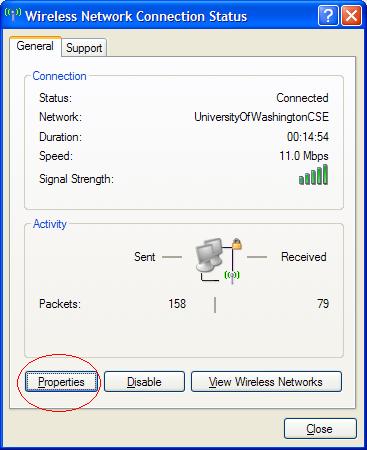 Wireless Network Connection Status
General Support
Connection
Status: Connected
Network: UniversityOfWashingtonCSE
Duration: 00:14:54
Speed: 11.0 Mbps
Signal Strength:
Activity
Sent Received
Packets: 158 79
Properties Disable View Wireless Networks
Close